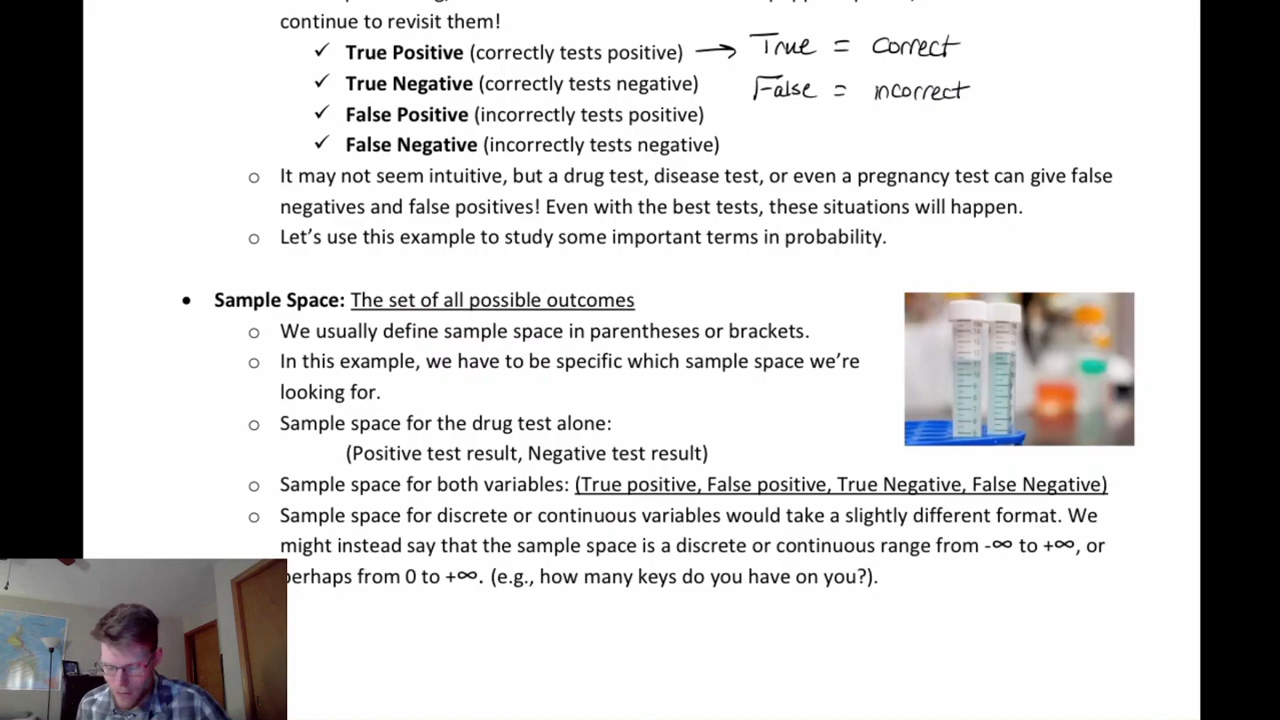 continue to revisit them!
✓ True Positive (correctly tests positive) → True = correct
✓ True Negative (correctly tests negative)
False = incorrect
✓ False Positive (incorrectly tests positive)
✓ False Negative (incorrectly tests negative)
o It may not seem intuitive, but a drug test, disease test, or even a pregnancy test can give false
negatives and false positives! Even with the best tests, these situations will happen.
o Let's use this example to study some important terms in probability.
• Sample Space: The set of all possible outcomes
o We usually define sample space in parentheses or brackets.
o In this example, we have to be specific which sample space we're
looking for.
o Sample space for the drug test alone:
(Positive test result, Negative test result)
o Sample space for both variables: (True positive, False positive, True Negative, False Negative)
o Sample space for discrete or continuous variables would take a slightly different format. We
might instead say that the sample space is a discrete or continuous range from -∞ to +∞, or
perhaps from 0 to +∞. (e.g., how many keys do you have on you?).